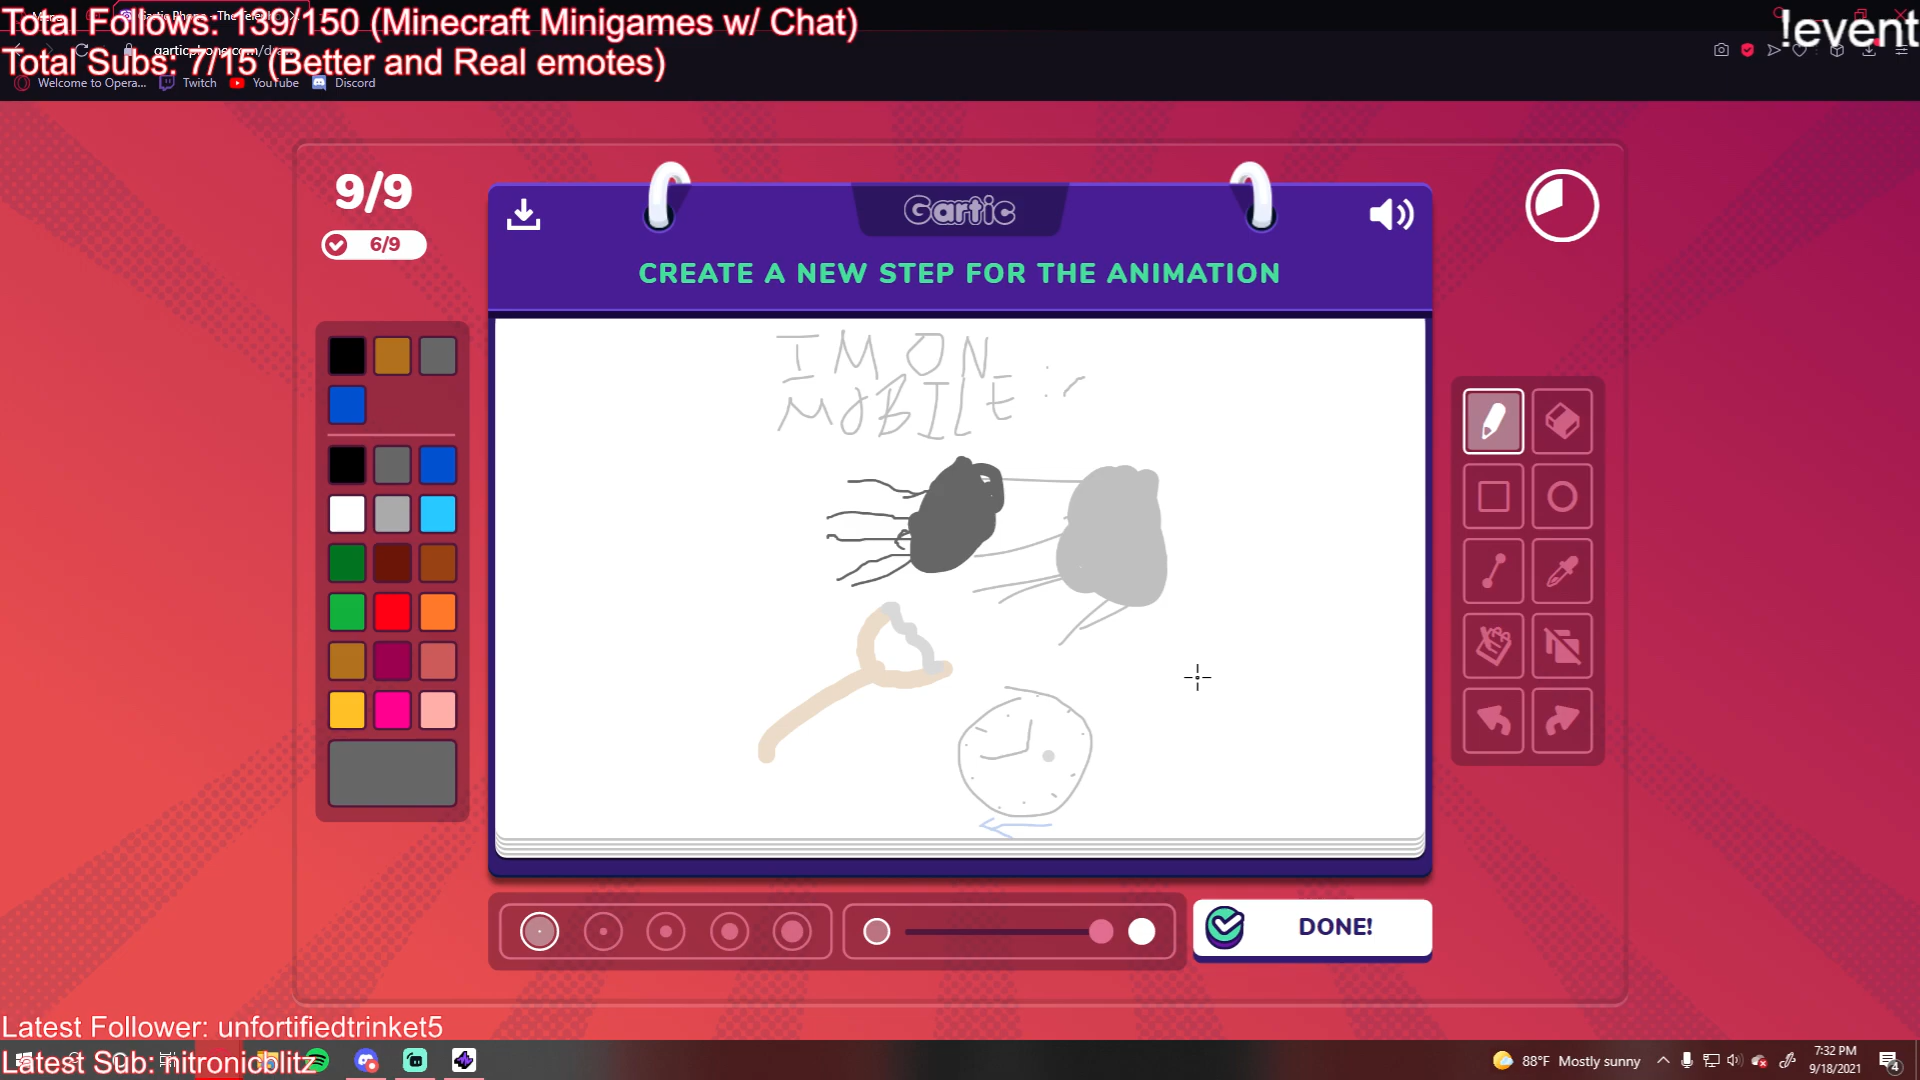 Total Follows: 139/150 (Minecraft Minigames w/ Chat)
!event
Total Subs: 7/15 (Better and Real emotes)
Welcome to Opera...
Twitch
YouTube
Discord
9/9
6/9
Gartic
CREATE A NEW STEP FOR THE ANIMATION
IM ON
MOBILE :(
DONE!
Latest Follower: unfortifiedtrinket5
Latest Sub: nitronicblitz
88°F Mostly sunny
7:32 PM
9/18/2021
4